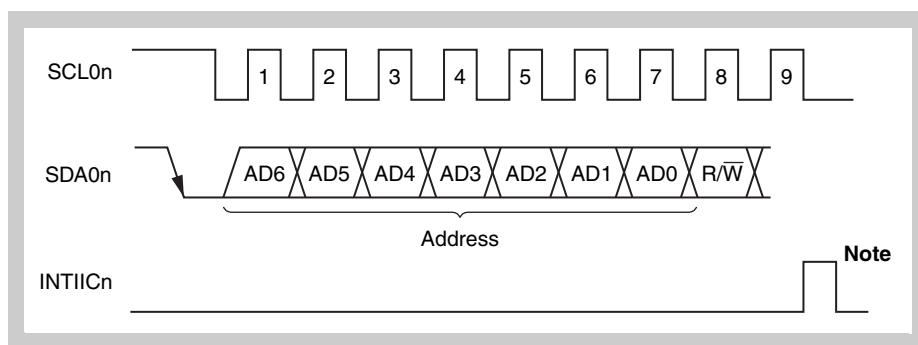 SCL0n 1 2 3 4 5 6 7 8 9
SDA0n AD6 AD5 AD4 AD3 AD2 AD1 AD0 R/W̅
Address
Note
INTIICn